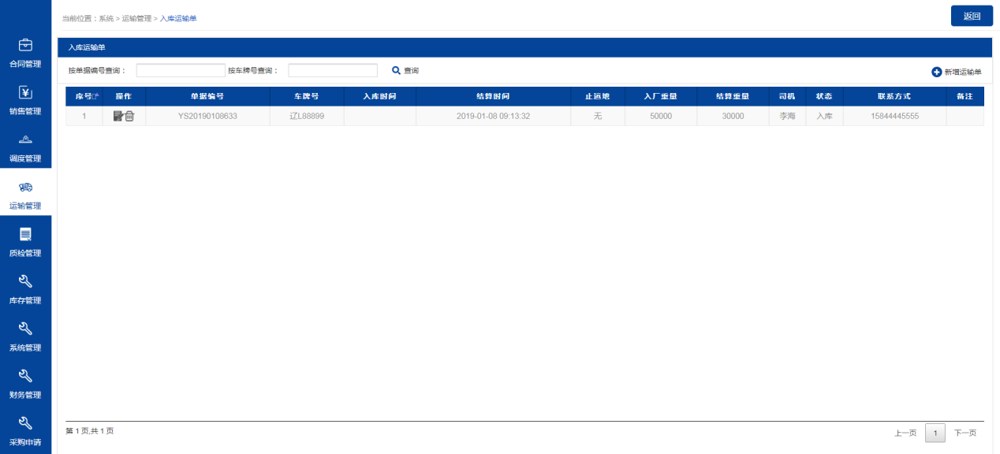 当前位置：系统 > 运输管理 > 入库运输单
返回
合同管理
销售管理
调度管理
运输管理
质检管理
库存管理
系统管理
财务管理
采购申请
入库运输单
按单据编号查询： 按车牌号查询： 查询 新增运输单
序号 操作 单据编号 车牌号 入库时间 结算时间 止运地 入厂重量 结算重量 司机 状态 联系方式 备注
1 YS20190108633 辽L88899 2019-01-08 09:13:32 无 50000 30000 李海 入库 15844445555
第 1 页,共 1 页 上一页 1 下一页